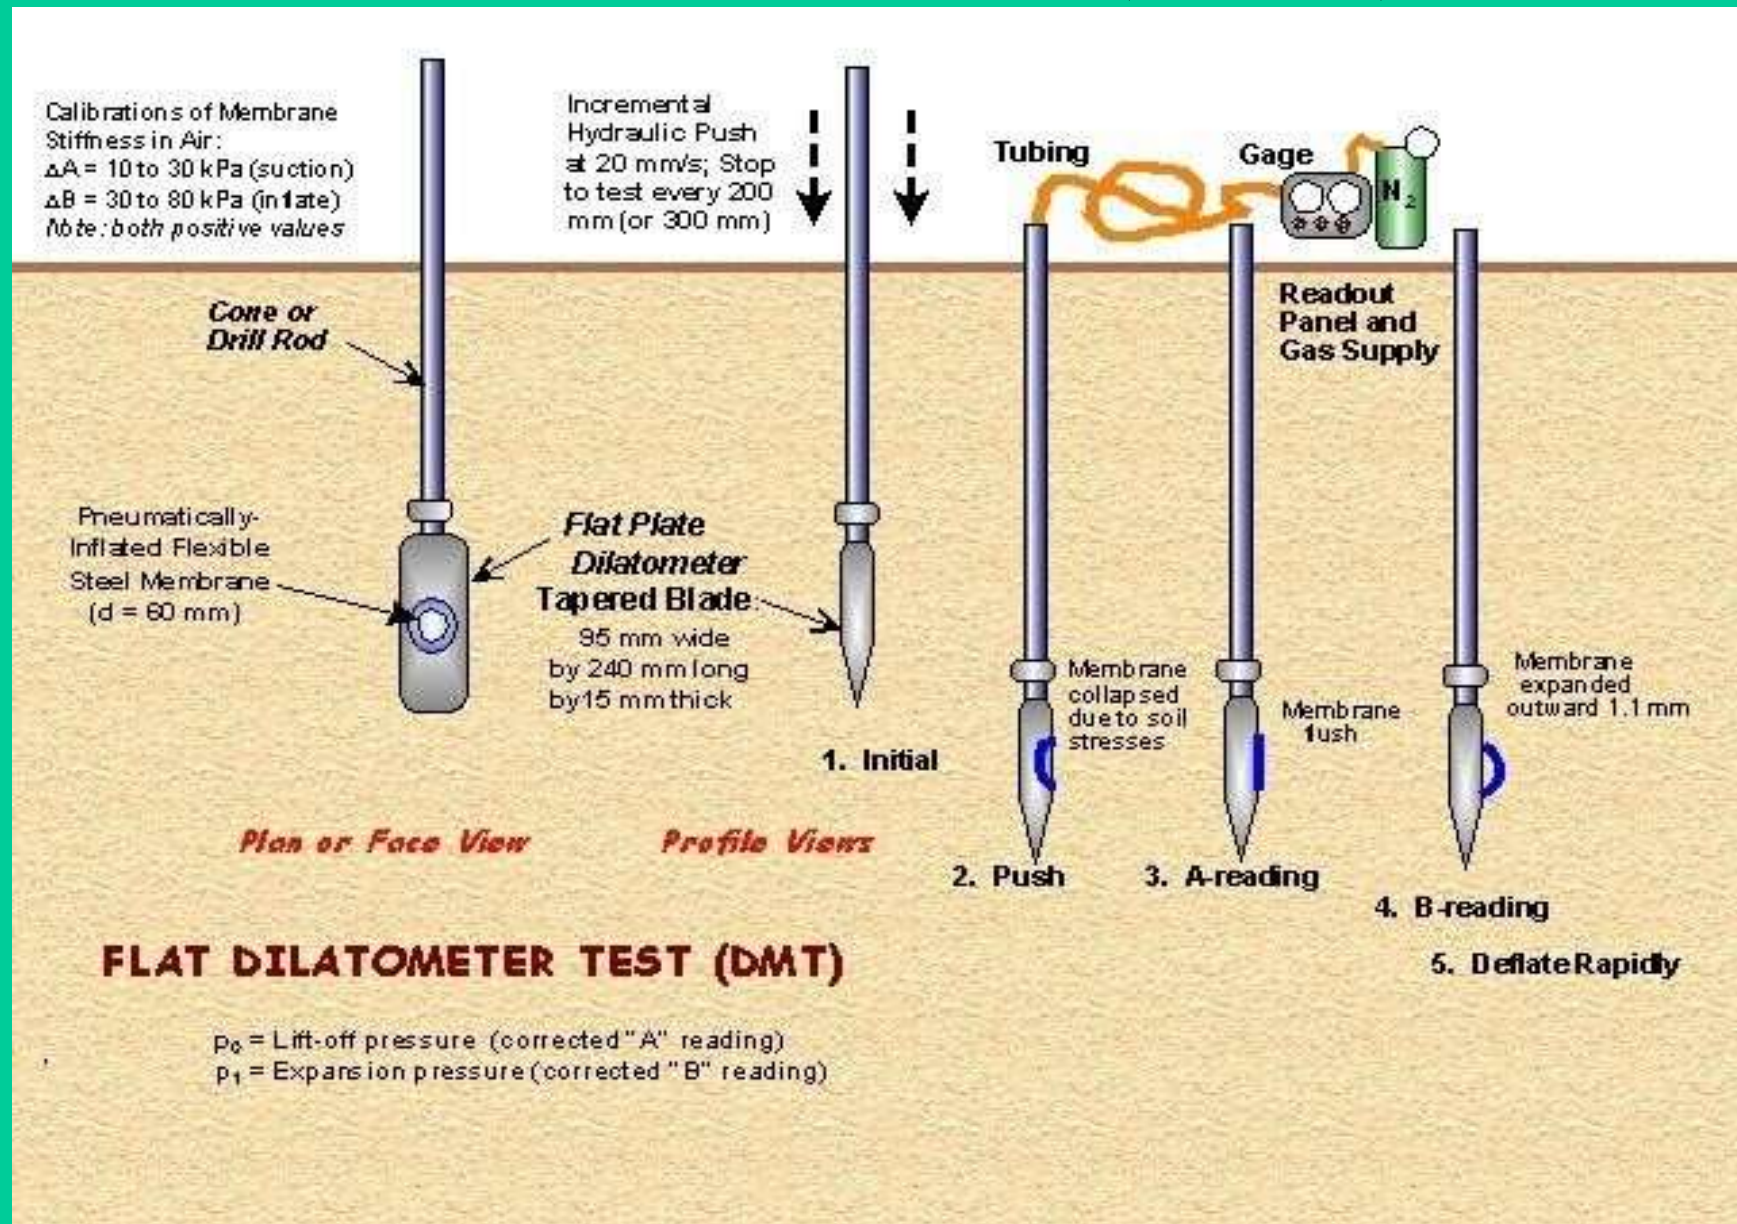 Calibrations of Membrane
Stiffness in Air:
ΔA = 10 to 30 kPa (suction)
ΔB = 30 to 80 kPa (inflate)
Note: both positive values
Incremental
Hydraulic Push
at 20 mm/s; Stop
to test every 200
mm (or 300 mm)
Tubing
Gage
N2
Readout
Panel and
Gas Supply
Cone or
Drill Rod
Pneumatically-
Inflated Flexible
Steel Membrane
(d = 60 mm)
Flat Plate
Dilatometer
Tapered Blade:
95 mm wide
by 240 mm long
by 15 mm thick
1. Initial
Membrane
collapsed
due to soil
stresses
Membrane
flush
Membrane
expanded
outward 1.1 mm
Plan or Face View
Profile Views
2. Push
3. A-reading
4. B-reading
5. Deflate Rapidly
FLAT DILATOMETER TEST (DMT)
p0 = Lift-off pressure (corrected "A" reading)
p1 = Expansion pressure (corrected "B" reading)